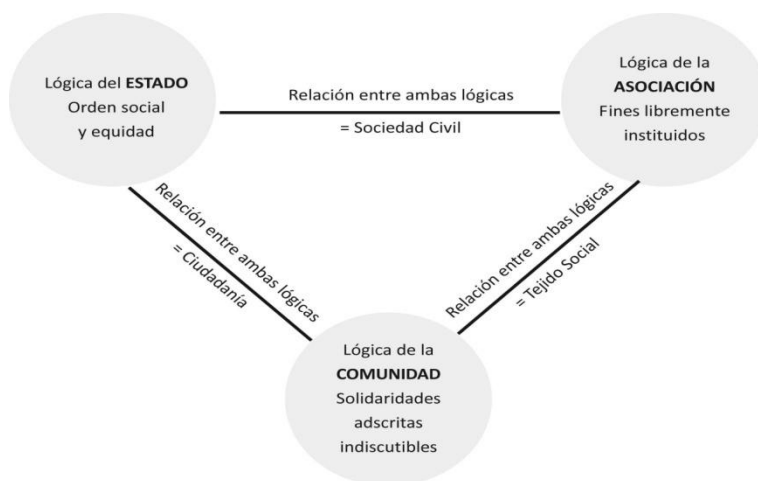 Lógica del ESTADO
Orden social
y equidad
Relación entre ambas lógicas
= Sociedad Civil
Lógica de la
ASOCIACIÓN
Fines libremente
instituidos
Relación entre ambas lógicas
= Ciudadanía
Relación entre ambas lógicas
= Tejido Social
Lógica de la
COMUNIDAD
Solidaridades
adscritas
indiscutibles